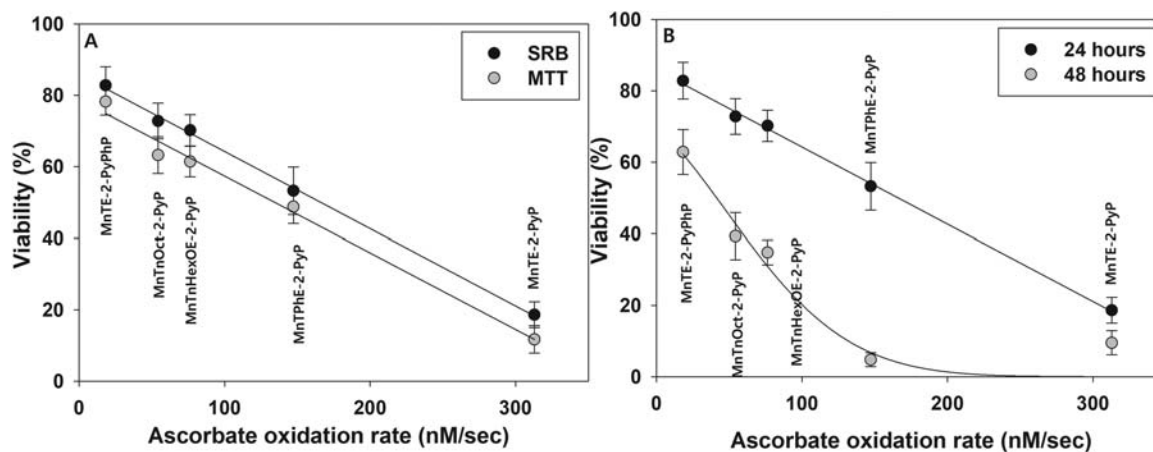 A
SRB
MTT
100
80
60
40
20
0
Viability (%)
MnTE-2-PyPhP
MnTnOct-2-PyP
MnTnHexOE-2-PyP
MnTPhE-2-PyP
MnTE-2-PyP
0 100 200 300
Ascorbate oxidation rate (nM/sec)
B
24 hours
48 hours
100
80
60
40
20
0
Viability (%)
MnTE-2-PyPhP
MnTnOct-2-PyP
MnTnHexOE-2-PyP
MnTPhE-2-PyP
MnTE-2-PyP
0 100 200 300
Ascorbate oxidation rate (nM/sec)